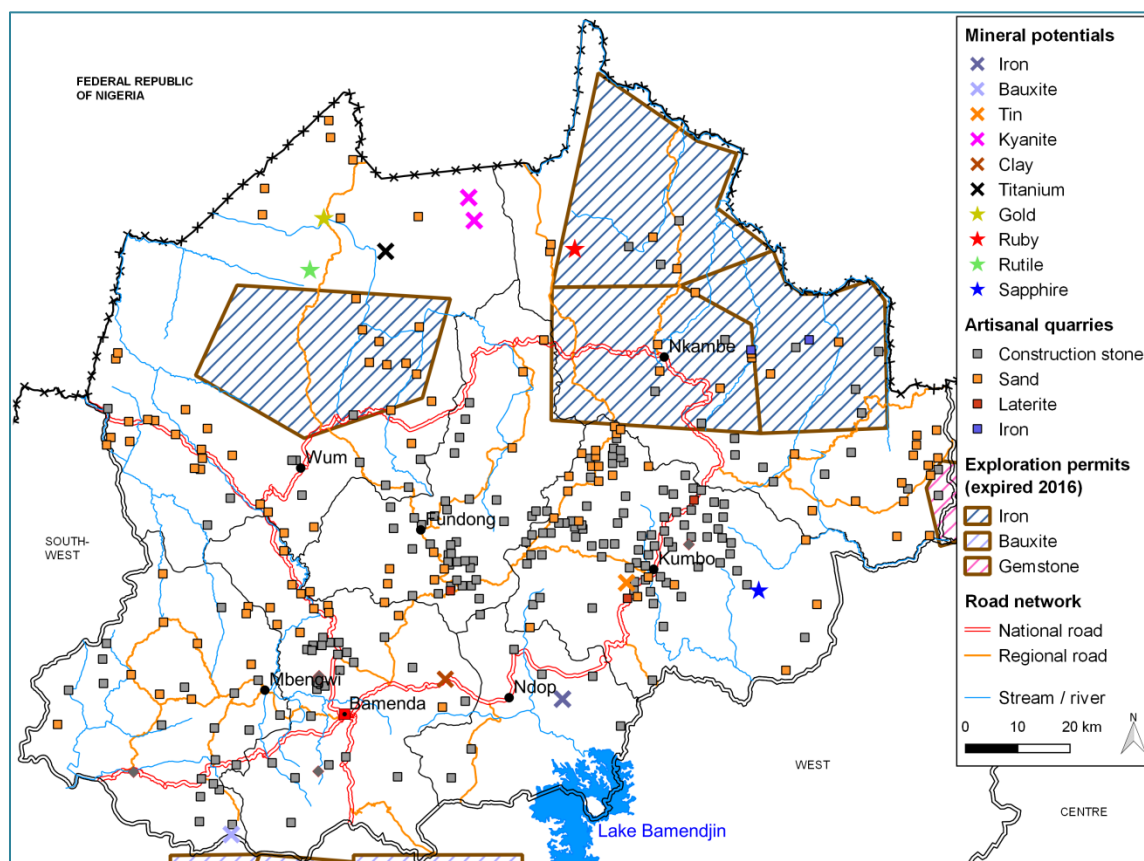 FEDERAL REPUBLIC
OF NIGERIA
Nkambe
Wum
Fundong
SOUTH-
WEST
Kumbo
Mbengwi
Ndop
Bamenda
WEST
CENTRE
Lake Bamendjin
Mineral potentials
Iron
Bauxite
Tin
Kyanite
Clay
Titanium
Gold
Ruby
Rutile
Sapphire
Artisanal quarries
Construction stone
Sand
Laterite
Iron
Exploration permits
(expired 2016)
Iron
Bauxite
Gemstone
Road network
National road
Regional road
Stream / river
0 10 20 km
N